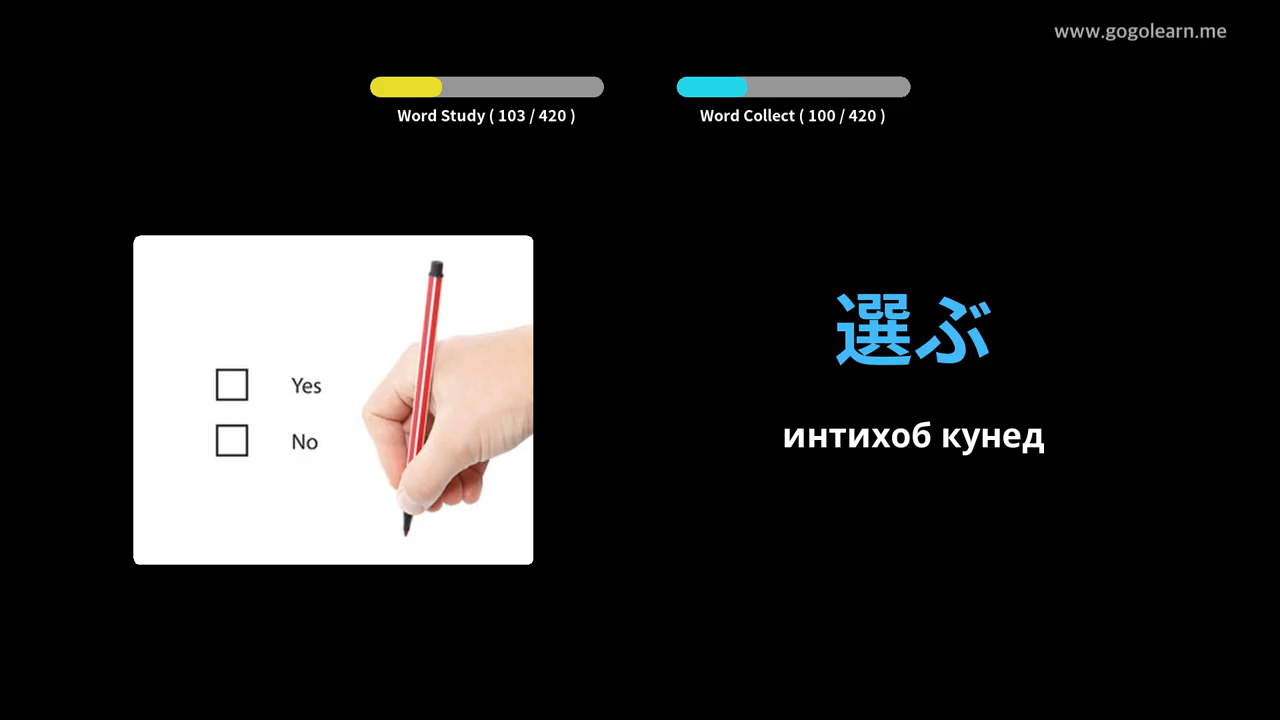 www.gogolearn.me
Word Study ( 103 / 420 )
Word Collect ( 100 / 420 )
Yes
No
選ぶ
интихоб кунед